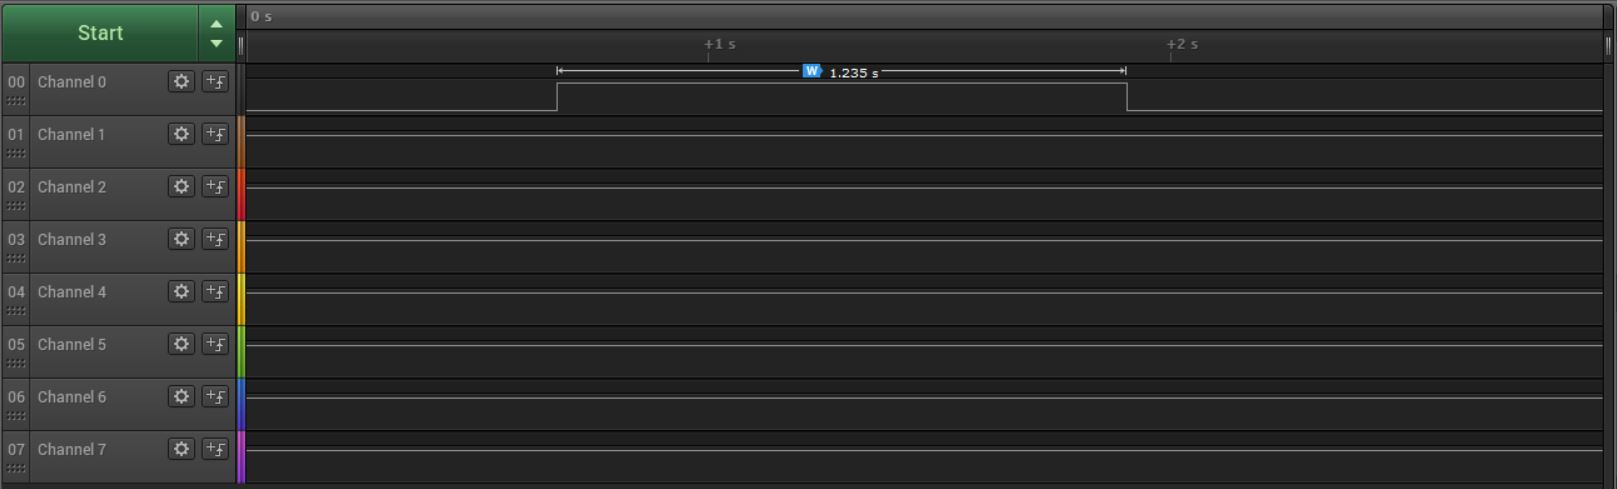 Start
0 s
+1 s
+2 s
00
Channel 0
W 1.235 s
01
Channel 1
02
Channel 2
03
Channel 3
04
Channel 4
05
Channel 5
06
Channel 6
07
Channel 7